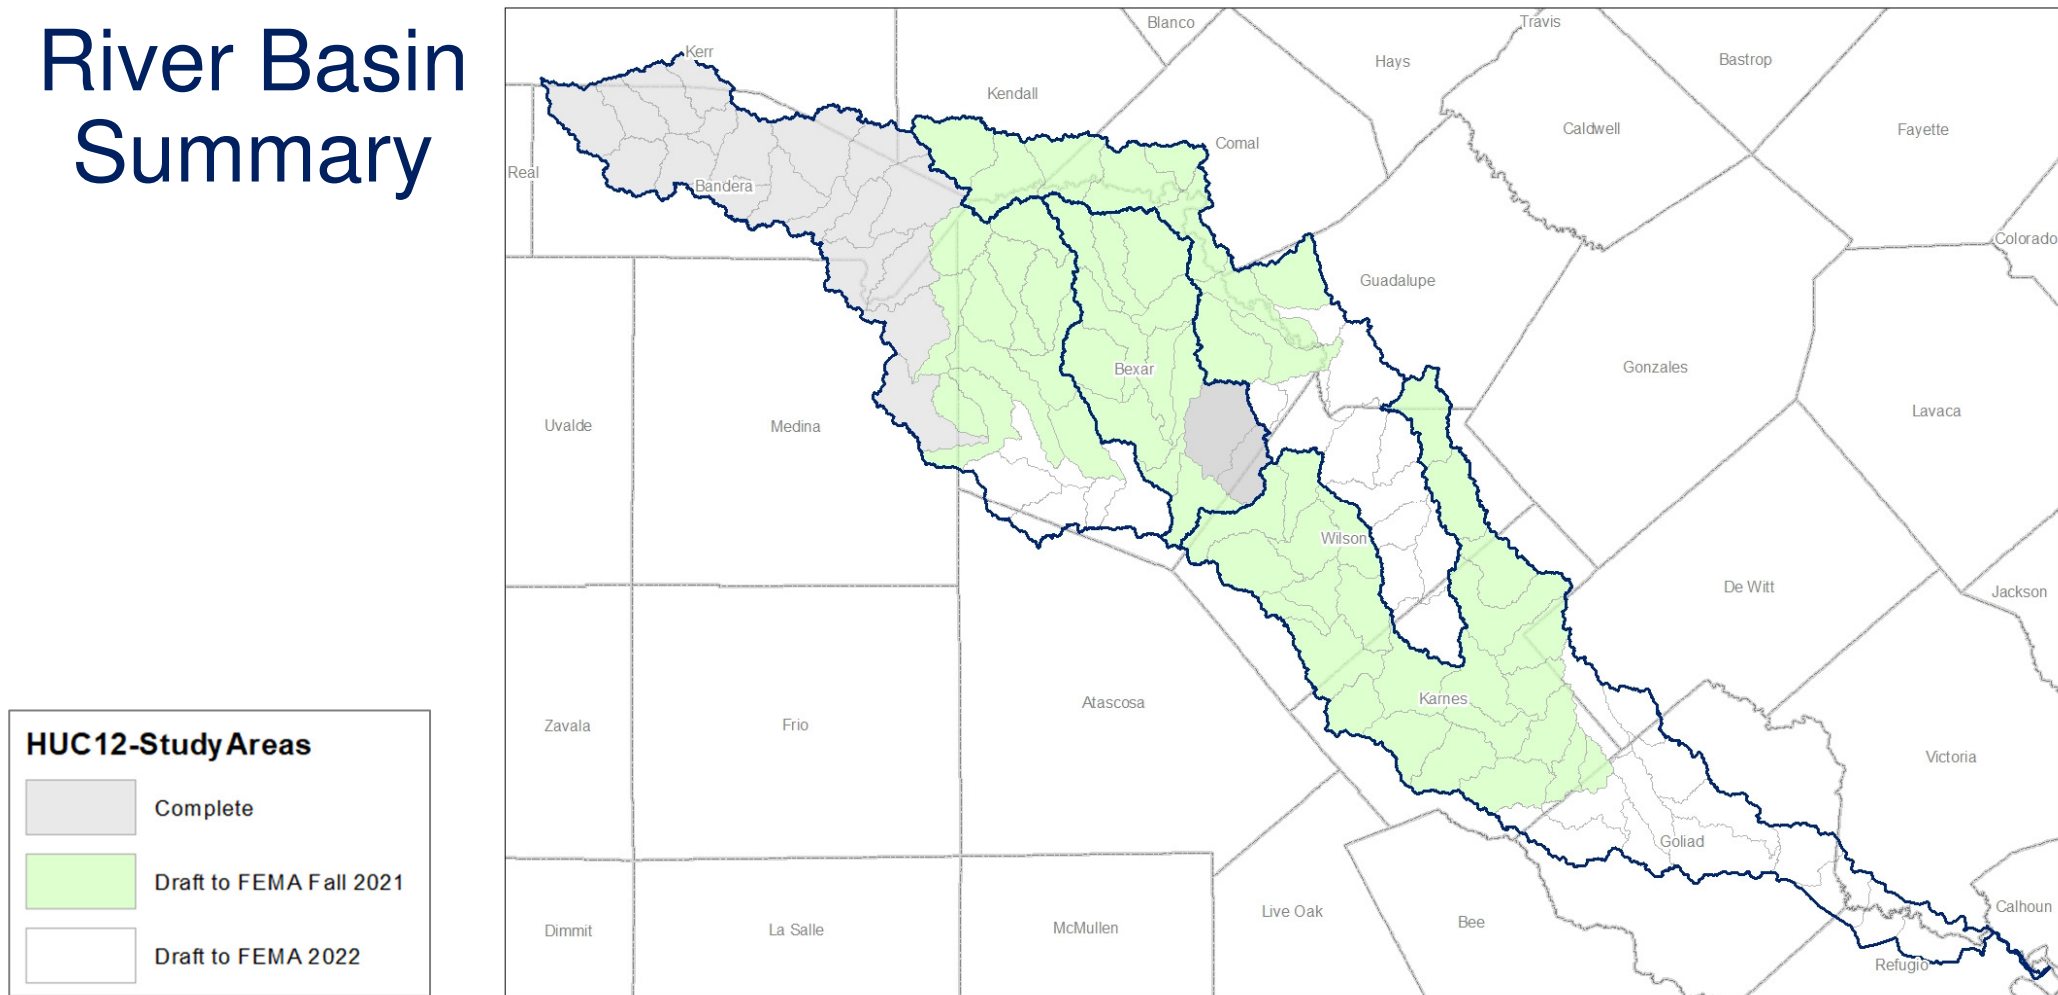 River Basin
Summary
Blanco
Travis
Kerr
Hays
Bastrop
Kendall
Caldwell
Fayette
Comal
Real
Bandera
Colorado
Guadalupe
Bexar
Gonzales
Lavaca
Uvalde
Medina
Wilson
De Witt
Jackson
Karnes
Atascosa
Zavala
Frio
Victoria
Goliad
Live Oak
Bee
Calhoun
Dimmit
La Salle
McMullen
Refugio
HUC12-StudyAreas
Complete
Draft to FEMA Fall 2021
Draft to FEMA 2022